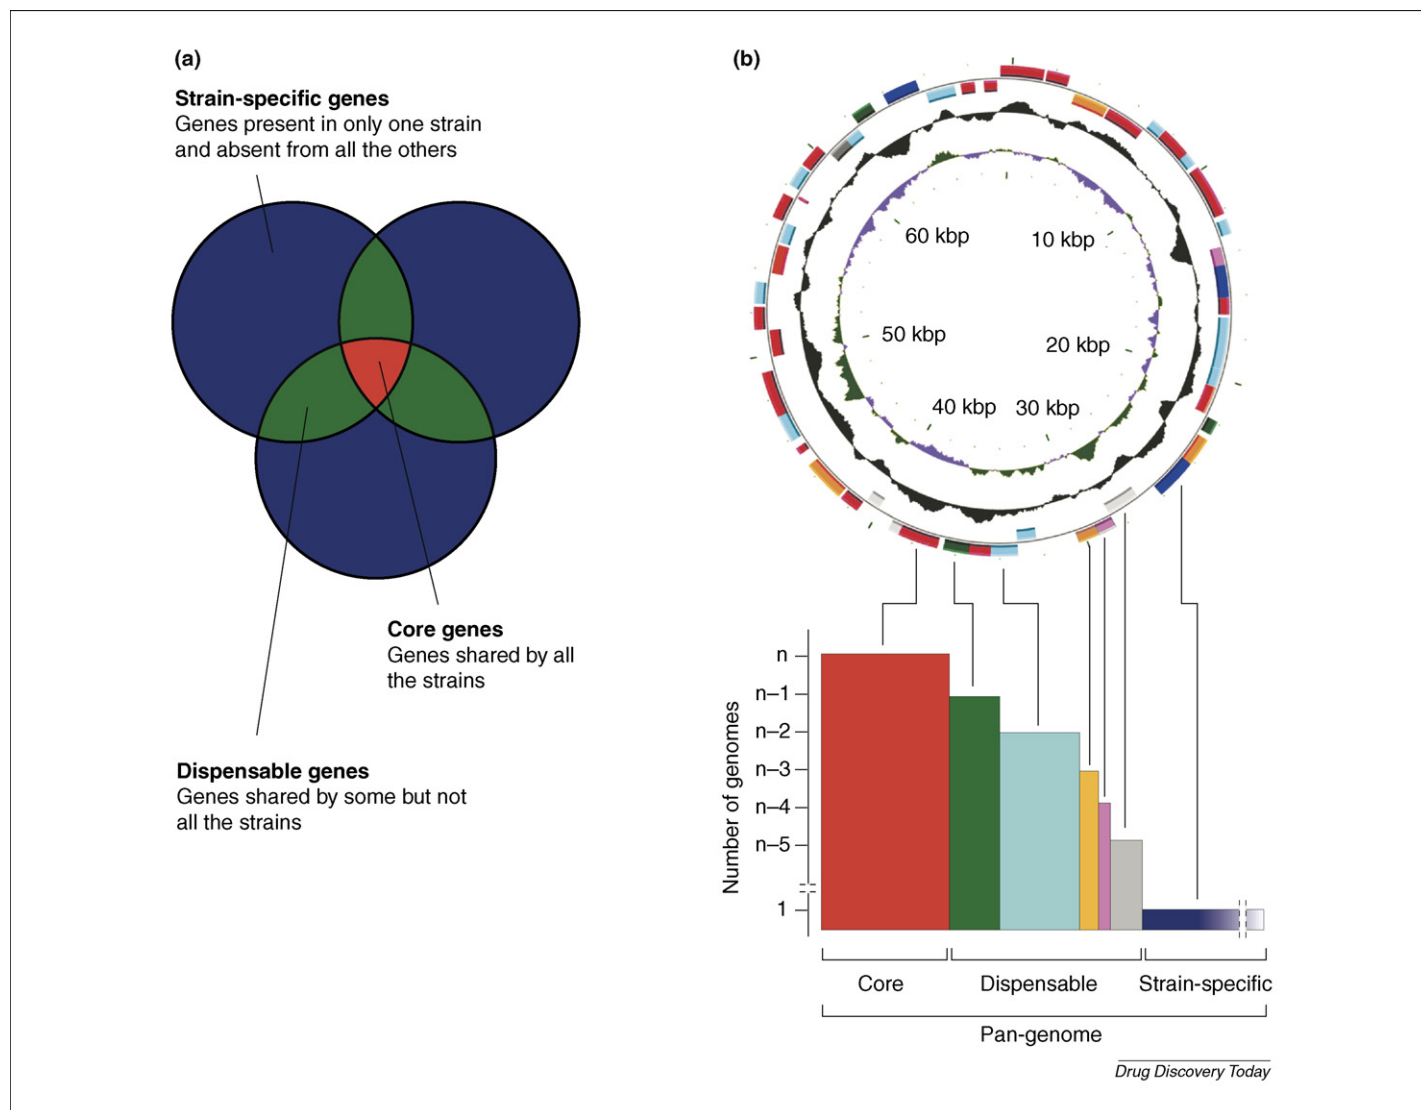 (a)
Strain-specific genes
Genes present in only one strain
and absent from all the others
Core genes
Genes shared by all
the strains
Dispensable genes
Genes shared by some but not
all the strains
(b)
60 kbp
10 kbp
50 kbp
20 kbp
40 kbp
30 kbp
Number of genomes
n
n–1
n–2
n–3
n–4
n–5
1
Core
Dispensable
Strain-specific
Pan-genome
Drug Discovery Today